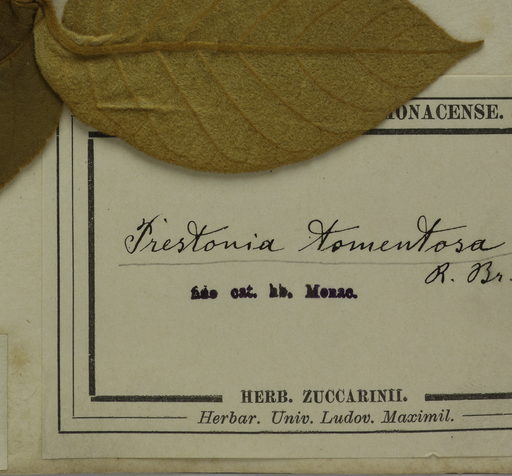 MONACENSE.
Prestonia tomentosa
R. Br.
fide cat. hb. Monac.
HERB. ZUCCARINII.
Herbar. Univ. Ludov. Maximil.